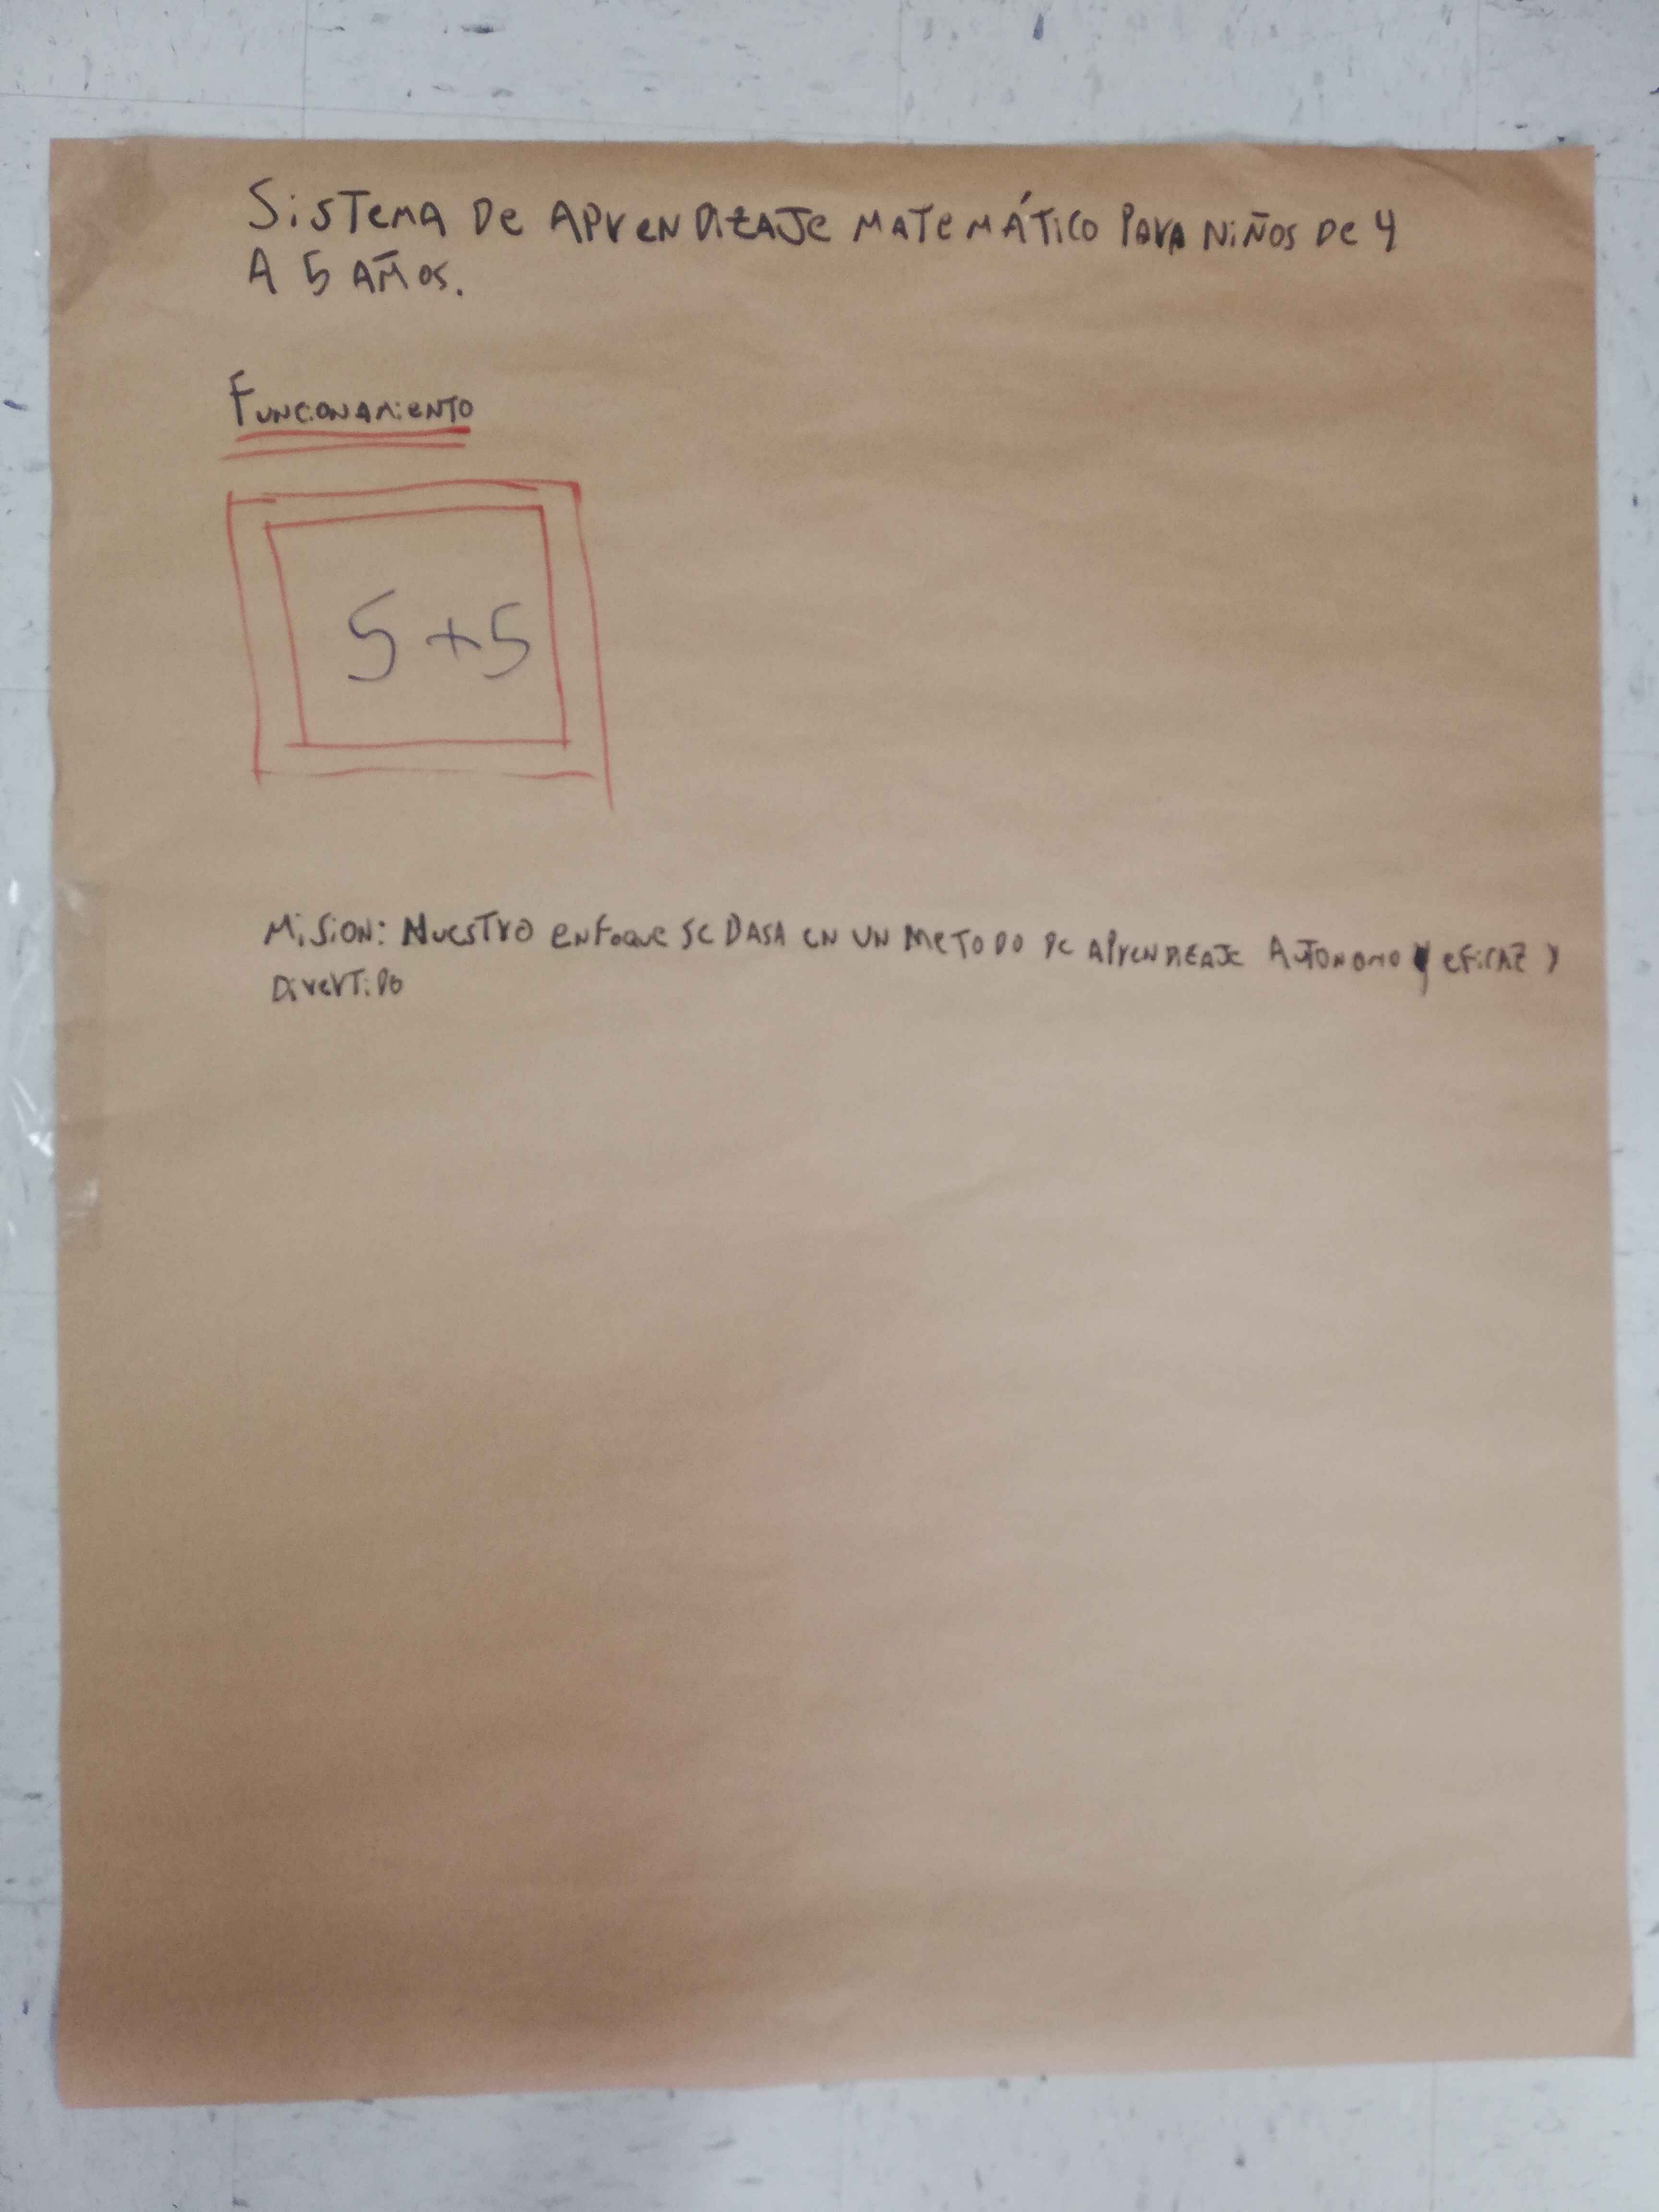 Sistema de aprendizaje matemático para niños de 4
a 5 años.
Funcionamiento
5+5
Mision: Nuestro enfoque se basa en un metodo de aprendizaje autonomo, eficaz y
divertido